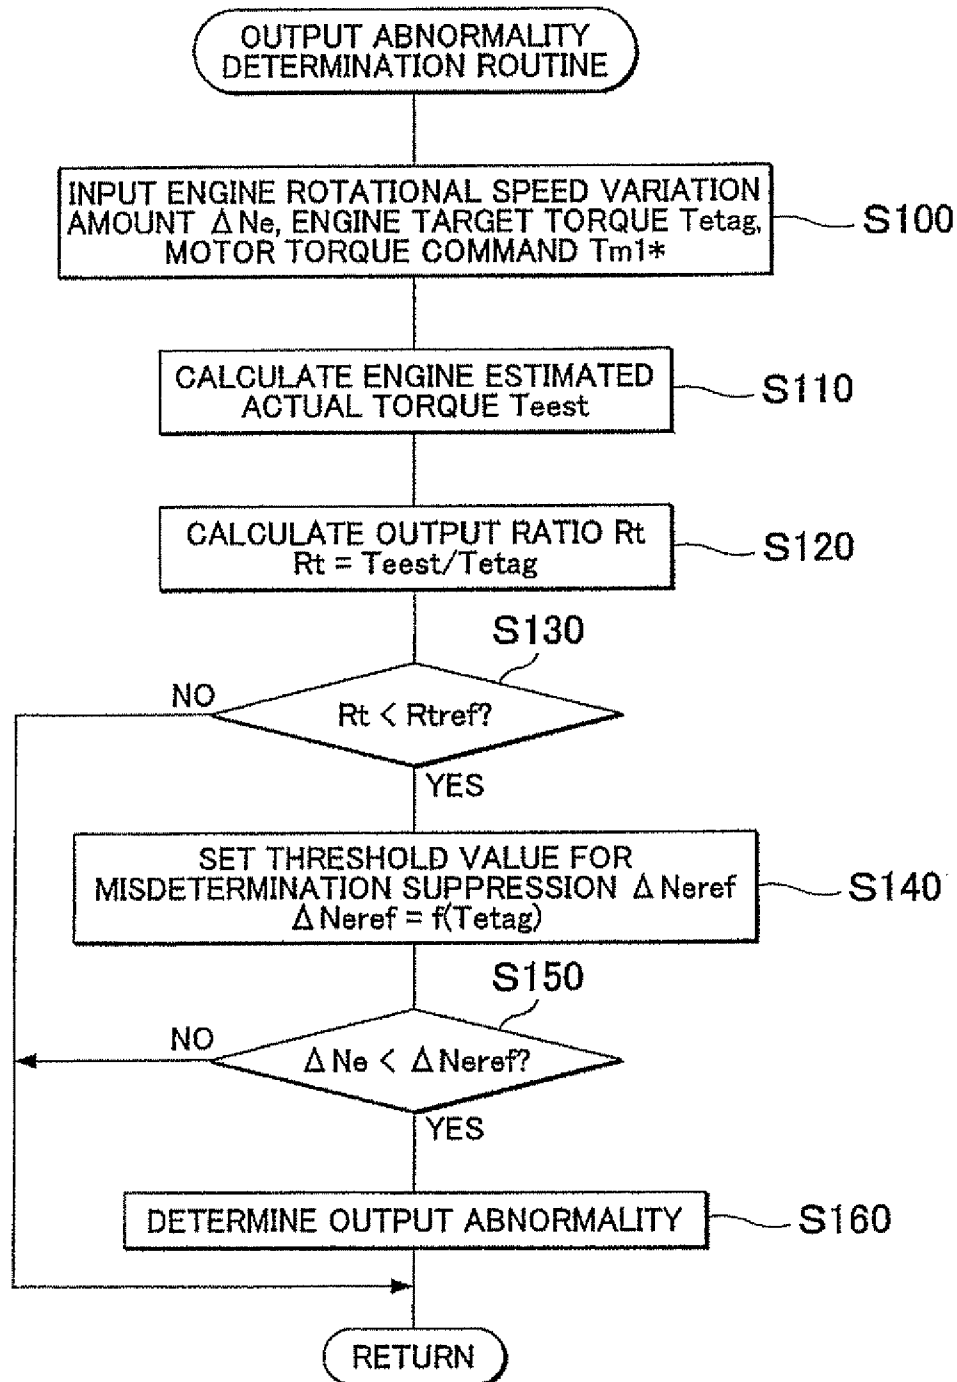 OUTPUT ABNORMALITY
DETERMINATION ROUTINE
INPUT ENGINE ROTATIONAL SPEED VARIATION
AMOUNT ΔNe, ENGINE TARGET TORQUE Tetag,
MOTOR TORQUE COMMAND Tm1*
S100
CALCULATE ENGINE ESTIMATED
ACTUAL TORQUE Teest
S110
CALCULATE OUTPUT RATIO Rt
Rt = Teest/Tetag
S120
S130
NO
Rt < Rtref?
YES
SET THRESHOLD VALUE FOR
MISDETERMINATION SUPPRESSION ΔNeref
ΔNeref = f(Tetag)
S140
S150
NO
ΔNe < ΔNeref?
YES
DETERMINE OUTPUT ABNORMALITY
S160
RETURN